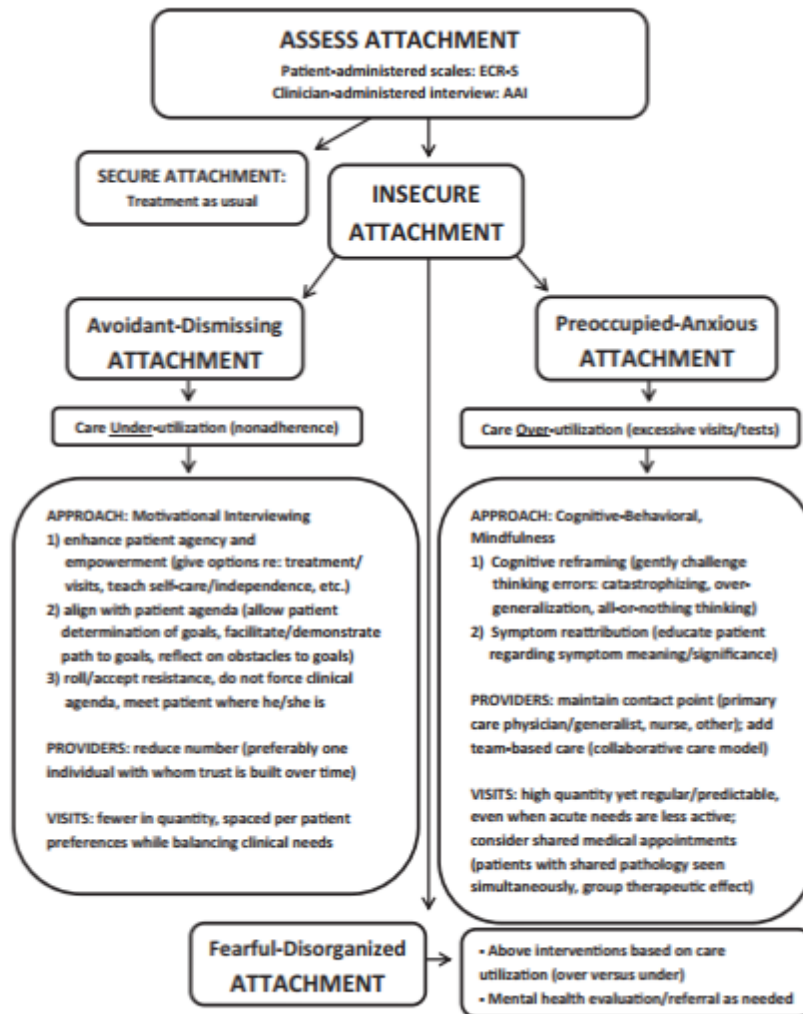 ASSESS ATTACHMENT
Patient-administered scales: ECR-S
Clinician-administered interview: AAI
SECURE ATTACHMENT:
Treatment as usual
INSECURE
ATTACHMENT
Avoidant-Dismissing
ATTACHMENT
Care Under-utilization (nonadherence)
APPROACH: Motivational Interviewing
1) enhance patient agency and
empowerment (give options re: treatment/
visits, teach self-care/independence, etc.)
2) align with patient agenda (allow patient
determination of goals, facilitate/demonstrate
path to goals, reflect on obstacles to goals)
3) roll/accept resistance, do not force clinical
agenda, meet patient where he/she is
PROVIDERS: reduce number (preferably one
individual with whom trust is built over time)
VISITS: fewer in quantity, spaced per patient
preferences while balancing clinical needs
Preoccupied-Anxious
ATTACHMENT
Care Over-utilization (excessive visits/tests)
APPROACH: Cognitive-Behavioral,
Mindfulness
1) Cognitive reframing (gently challenge
thinking errors: catastrophizing, over-
generalization, all-or-nothing thinking)
2) Symptom reattribution (educate patient
regarding symptom meaning/significance)
PROVIDERS: maintain contact point (primary
care physician/generalist, nurse, other); add
team-based care (collaborative care model)
VISITS: high quantity yet regular/predictable,
even when acute needs are less active;
consider shared medical appointments
(patients with shared pathology seen
simultaneously, group therapeutic effect)
Fearful-Disorganized
ATTACHMENT
- Above interventions based on care
utilization (over versus under)
- Mental health evaluation/referral as needed